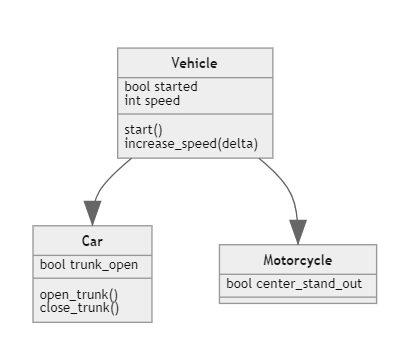 Vehicle
bool started
int speed
start()
increase_speed(delta)
Car
bool trunk_open
open_trunk()
close_trunk()
Motorcycle
bool center_stand_out